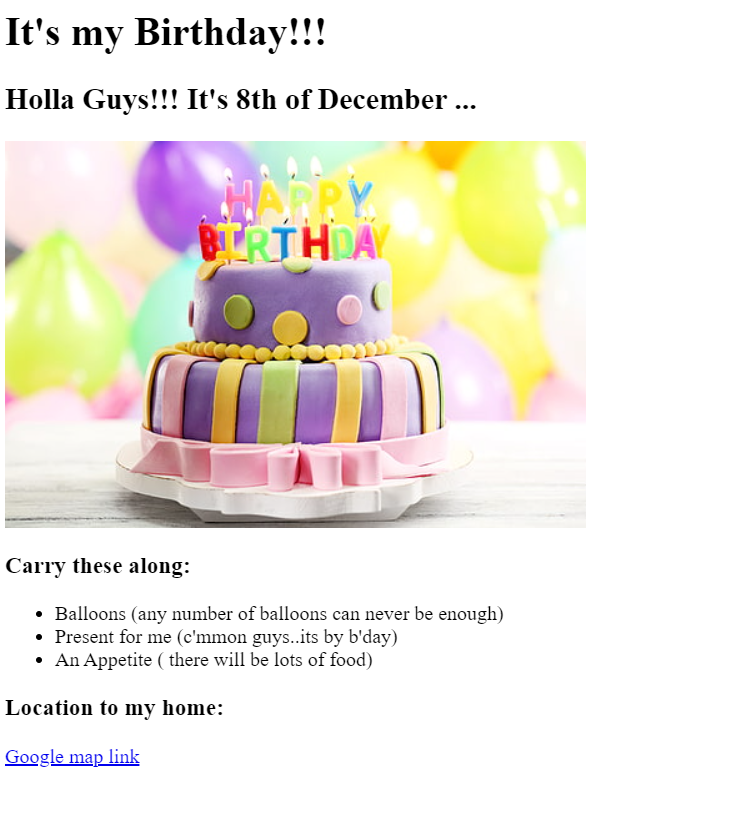 It's my Birthday!!!
Holla Guys!!! It's 8th of December ...
HAPPY
BIRTHDAY
Carry these along:
Balloons (any number of balloons can never be enough)
Present for me (c'mmon guys..its by b'day)
An Appetite ( there will be lots of food)
Location to my home:
Google map link